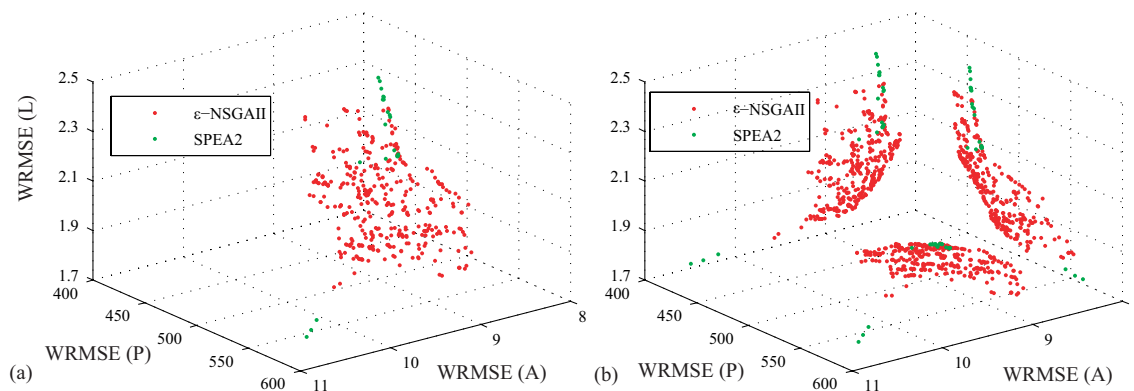 2.5
2.3
2.1
1.9
1.7
WRMSE (L)
ε−NSGAII
SPEA2
400
450
500
550
600
WRMSE (P)
11
10
9
8
WRMSE (A)
(a)
2.5
2.3
2.1
1.9
1.7
ε−NSGAII
SPEA2
400
450
500
550
600
WRMSE (P)
11
10
9
WRMSE (A)
(b)